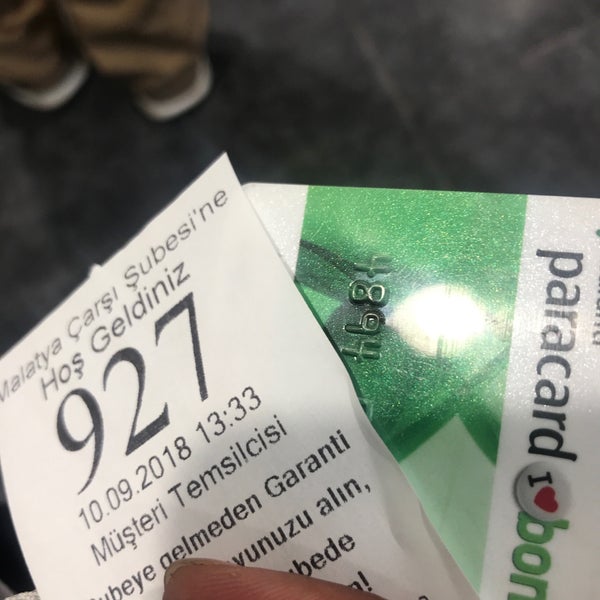 Malatya Çarşı Şubesi'ne
Hoş Geldiniz
927
10.09.2018 13:33
Müşteri Temsilcisi
Şubeye gelmeden Garanti
alın,
paracard
I
bon